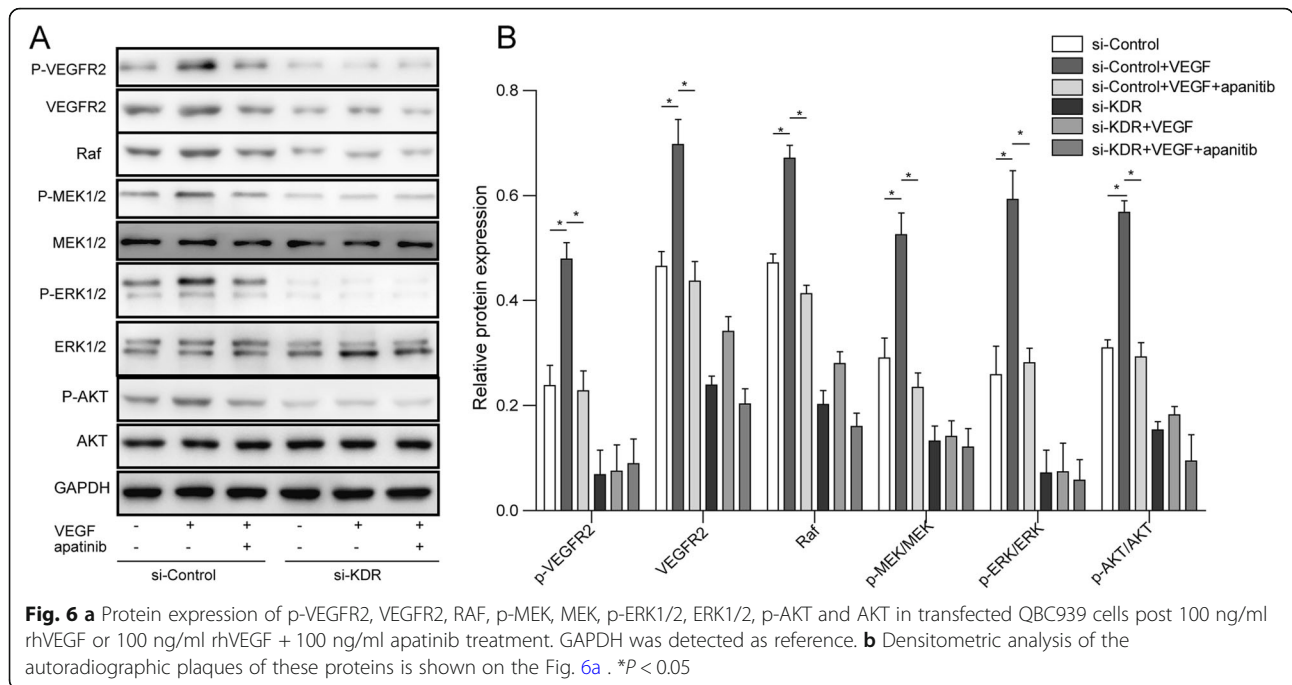 A
P-VEGFR2
VEGFR2
Raf
P-MEK1/2
MEK1/2
P-ERK1/2
ERK1/2
P-AKT
AKT
GAPDH
VEGF - + + - + +
apatinib - - + - - +
si-Control si-KDR
B
si-Control
si-Control+VEGF
si-Control+VEGF+apanitib
si-KDR
si-KDR+VEGF
si-KDR+VEGF+apanitib
Relative protein expression
0.8
0.6
0.4
0.2
0.0
* *
* *
* *
* *
* *
* *
p-VEGFR2
VEGFR2
Raf
p-MEK/MEK
p-ERK/ERK
p-AKT/AKT
Fig. 6 a Protein expression of p-VEGFR2, VEGFR2, RAF, p-MEK, MEK, p-ERK1/2, ERK1/2, p-AKT and AKT in transfected QBC939 cells post 100 ng/ml
rhVEGF or 100 ng/ml rhVEGF + 100 ng/ml apatinib treatment. GAPDH was detected as reference. b Densitometric analysis of the
autoradiographic plaques of these proteins is shown on the Fig. 6a . *P < 0.05